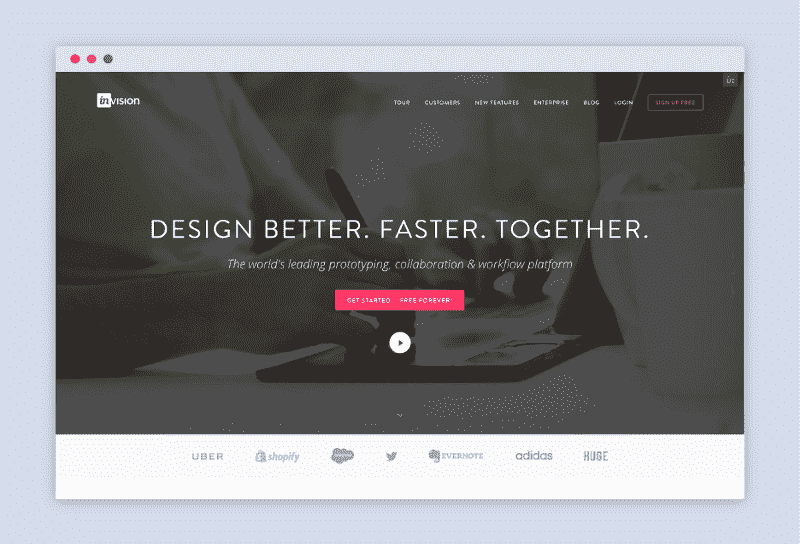 invision
TOUR CUSTOMERS NEW FEATURES ENTERPRISE BLOG LOGIN SIGN UP FREE
DESIGN BETTER. FASTER. TOGETHER.
The world's leading prototyping, collaboration & workflow platform
GET STARTED FREE FOREVER!
UBER shopify salesforce EVERNOTE adidas HUGE